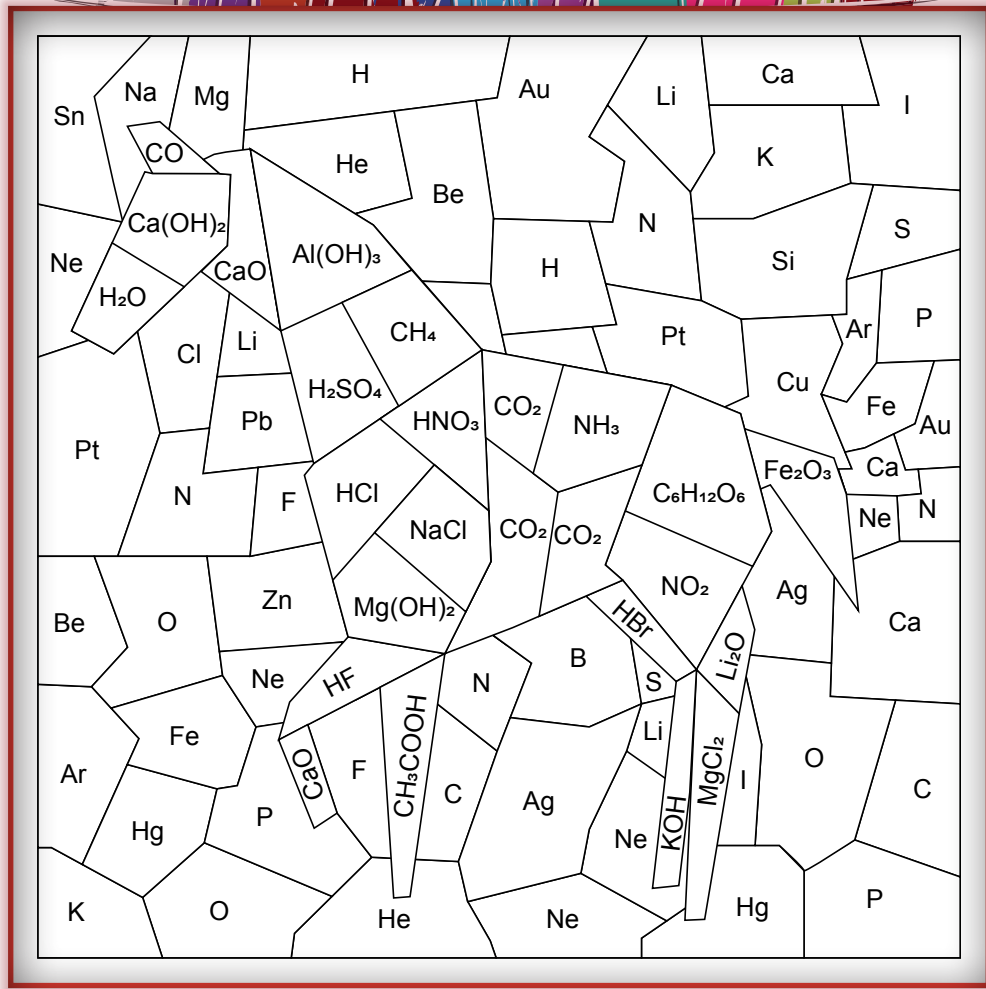 H
Ca
Na
Mg
Au
Li
I
Sn
CO
He
K
Be
Ca(OH)₂
N
S
Al(OH)₃
Ne
CaO
H
Si
H₂O
P
Ar
CH₄
Pt
Li
Cl
Cu
H₂SO₄
CO₂
Fe
Pb
HNO₃
NH₃
Au
Pt
Fe₂O₃
Ca
N
F
HCl
C₆H₁₂O₆
N
Ne
NaCl
CO₂
CO₂
NO₂
Ag
Zn
Mg(OH)₂
HBr
Be
O
Ca
Li₂O
B
Ne
HF
N
S
Fe
Li
CH₃COOH
O
Ar
CaO
F
MgCl₂
I
C
C
Ag
P
Hg
KOH
Ne
K
O
He
Ne
Hg
P